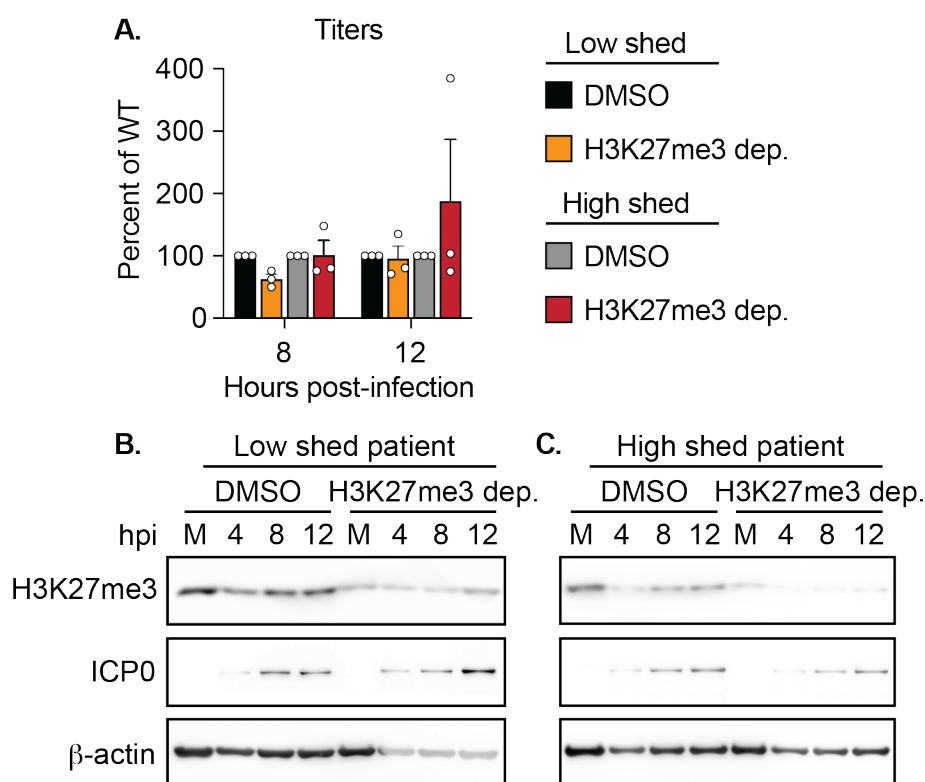 A.
Titers
Percent of WT
400
300
200
100
0
8
12
Hours post-infection
Low shed
DMSO
H3K27me3 dep.
High shed
DMSO
H3K27me3 dep.
B.
Low shed patient
DMSO
H3K27me3 dep.
hpi M 4 8 12 M 4 8 12
H3K27me3
ICP0
β-actin
C.
High shed patient
DMSO
H3K27me3 dep.
M 4 8 12 M 4 8 12